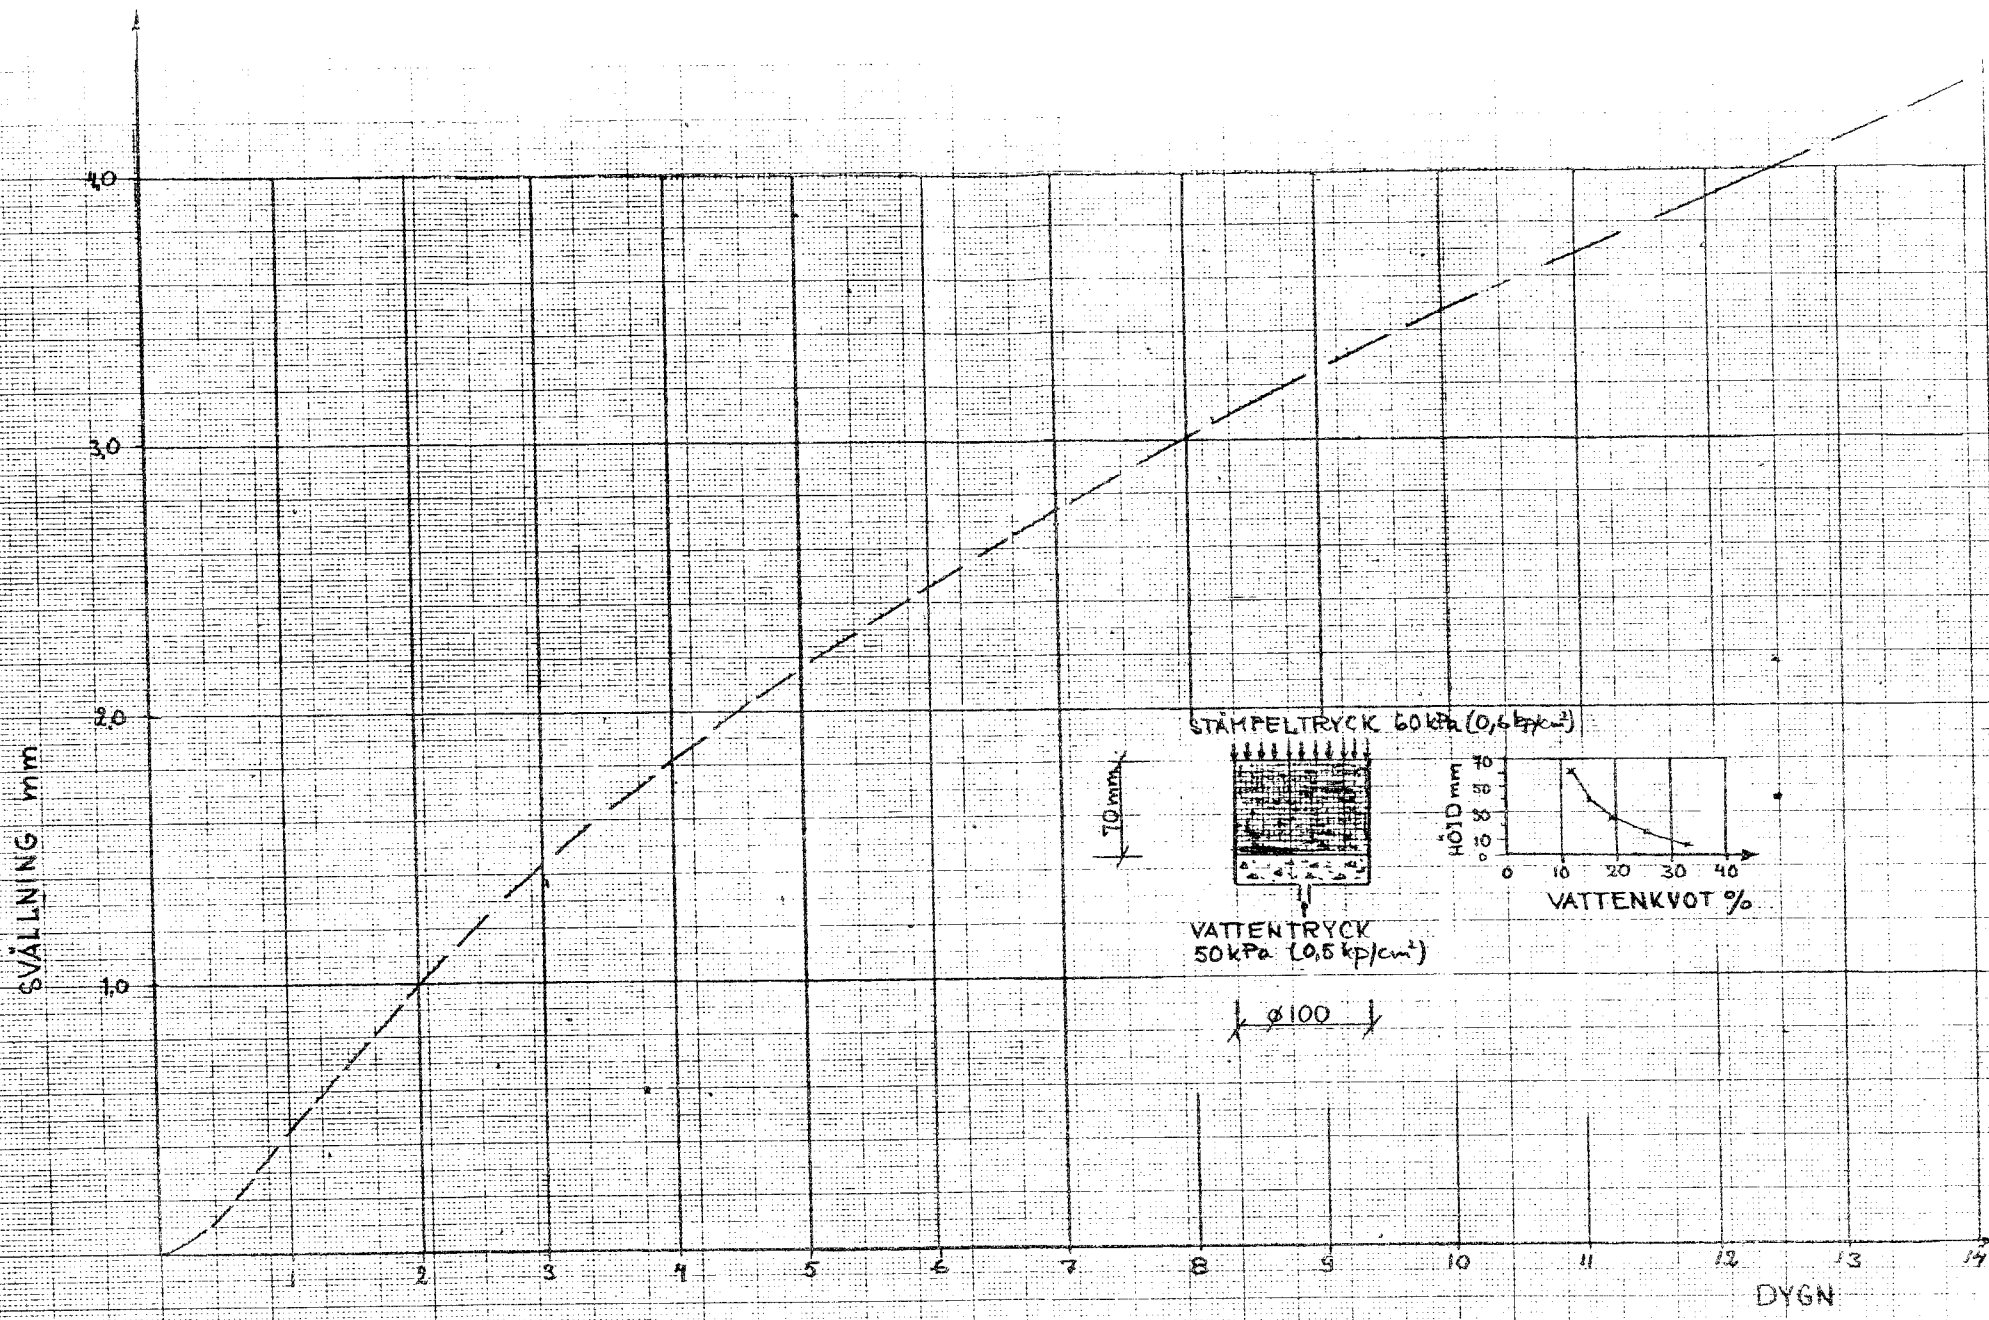 4,0
3,0
2,0
1,0
SVÄLLNING mm
1 2 3 4 5 6 7 8 9 10 11 12 13 14
DYGN
STÄMPELTRYCK 60 kPa (0,6 kp/cm²)
70 mm
VATTENTRYCK
50 kPa (0,5 kp/cm²)
ø100
HÖJD mm
70
50
30
10
0
0 10 20 30 40
VATTENKVOT %